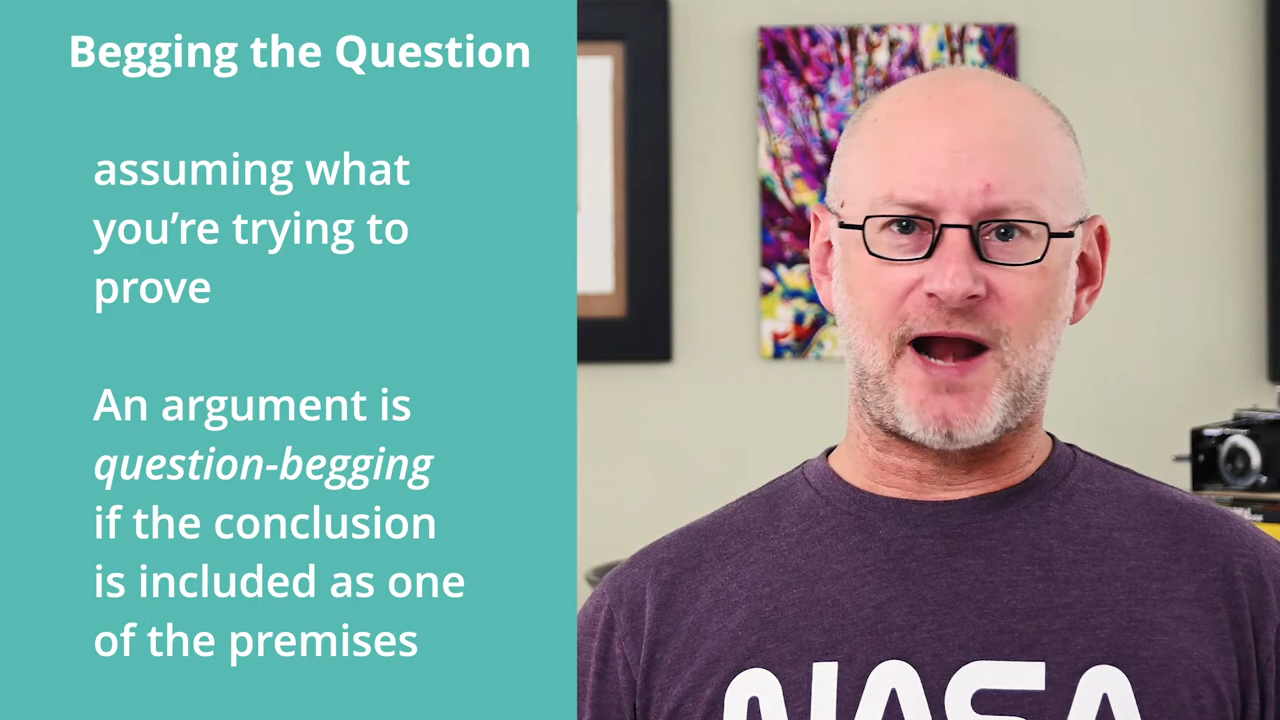 Begging the Question
assuming what
you’re trying to
prove
An argument is
question-begging
if the conclusion
is included as one
of the premises
NASA